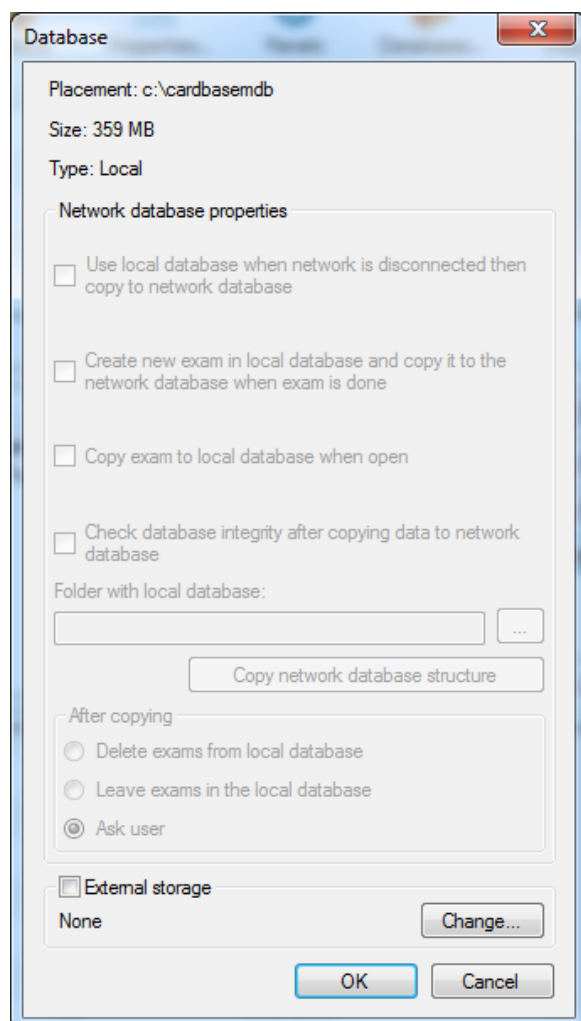 Properties...
Panels
Databases...
Database
Placement: c:\cardbasemdb
Size: 359 MB
Type: Local
Network database properties
Use local database when network is disconnected then
copy to network database
Create new exam in local database and copy it to the
network database when exam is done
Copy exam to local database when open
Check database integrity after copying data to network
database
Folder with local database:
...
Copy network database structure
After copying
Delete exams from local database
Leave exams in the local database
Ask user
External storage
None
Change...
OK
Cancel